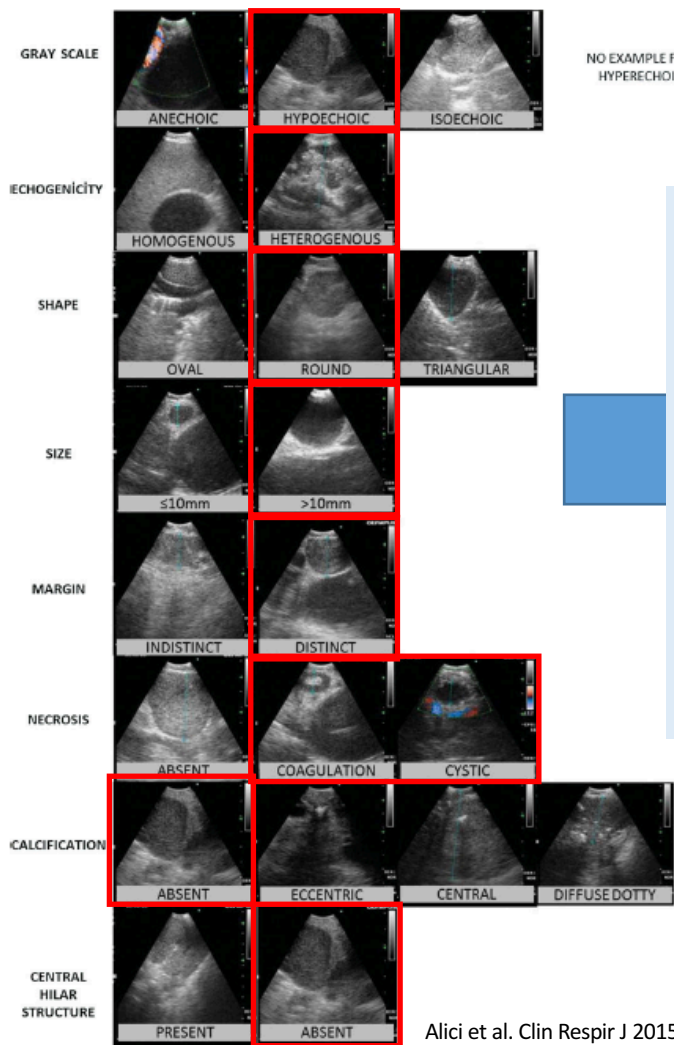 GRAY SCALE
NO EXAMPLE F
HYPERECHOI
ANECHOIC
HYPOECHOIC
ISOECHOIC
ECHOGENİCİTY
HOMOGENOUS
HETEROGENOUS
SHAPE
OVAL
ROUND
TRIANGULAR
SIZE
≤10mm
>10mm
MARGIN
INDISTINCT
DISTINCT
NECROSIS
ABSENT
COAGULATION
CYSTIC
CALCIFICATION
ABSENT
ECCENTRIC
CENTRAL
DIFFUSE DOTTY
CENTRAL
HILAR
STRUCTURE
PRESENT
ABSENT
Alici et al. Clin Respir J 2015